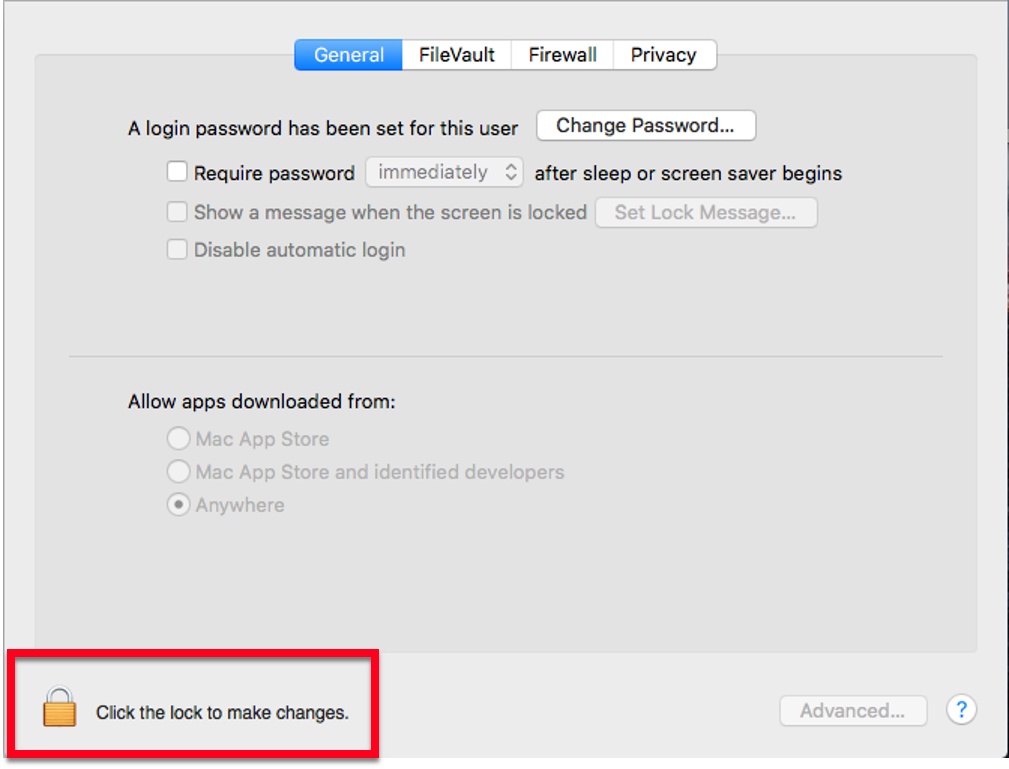 General FileVault Firewall Privacy
A login password has been set for this user Change Password...
Require password immediately after sleep or screen saver begins
Show a message when the screen is locked Set Lock Message...
Disable automatic login
Allow apps downloaded from:
Mac App Store
Mac App Store and identified developers
Anywhere
Click the lock to make changes. Advanced... ?